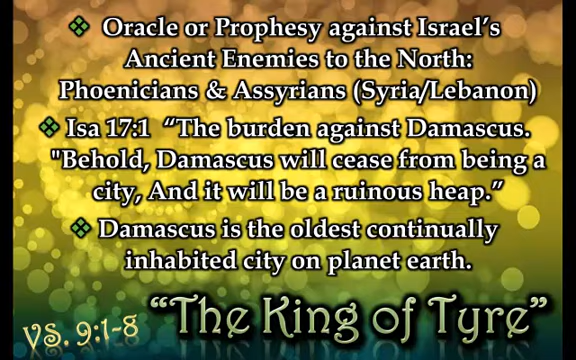 ❖ Oracle or Prophesy against Israel’s
Ancient Enemies to the North:
Phoenicians & Assyrians (Syria/Lebanon)
❖ Isa 17:1 “The burden against Damascus.
"Behold, Damascus will cease from being a
city, And it will be a ruinous heap.”
❖ Damascus is the oldest continually
inhabited city on planet earth.
vs. 9:1-8 “The King of Tyre”